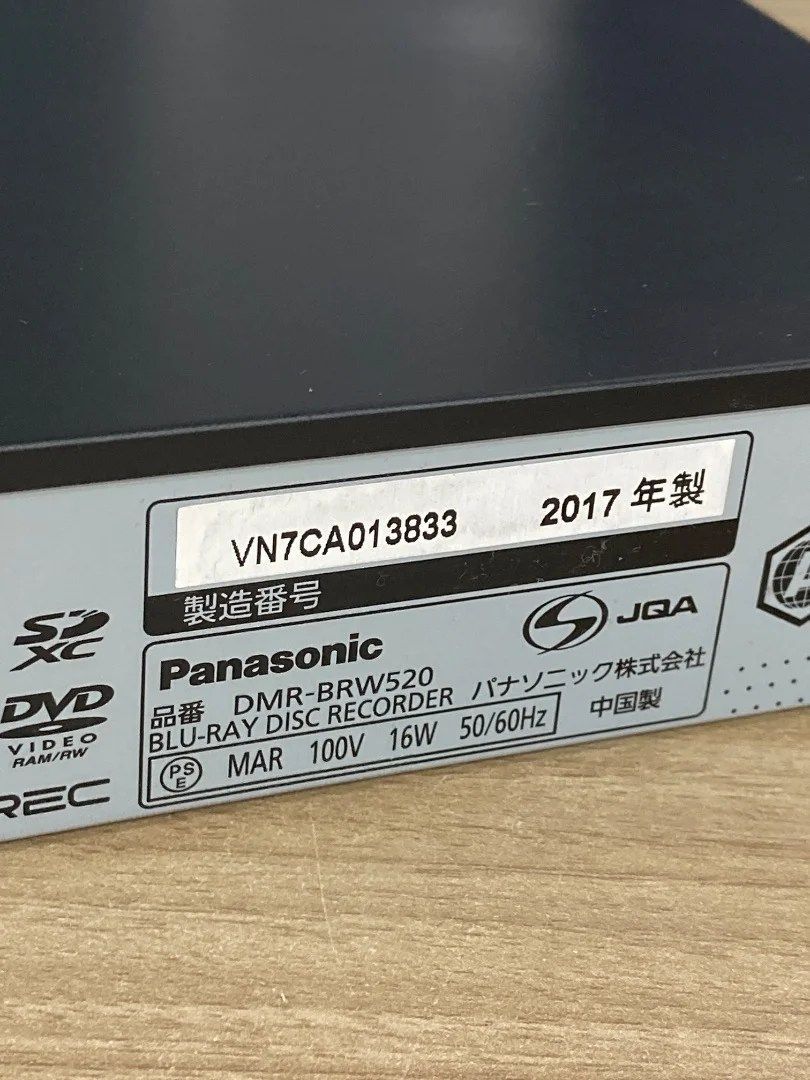 VN7CA013833 2017 年製
製造番号
SD
XC
DVD
VIDEO
RAM/RW
REC
Panasonic
JQA
品番 DMR-BRW520 パナソニック株式会社
BLU-RAY DISC RECORDER
PS
E
MAR 100V 16W 50/60Hz 中国製